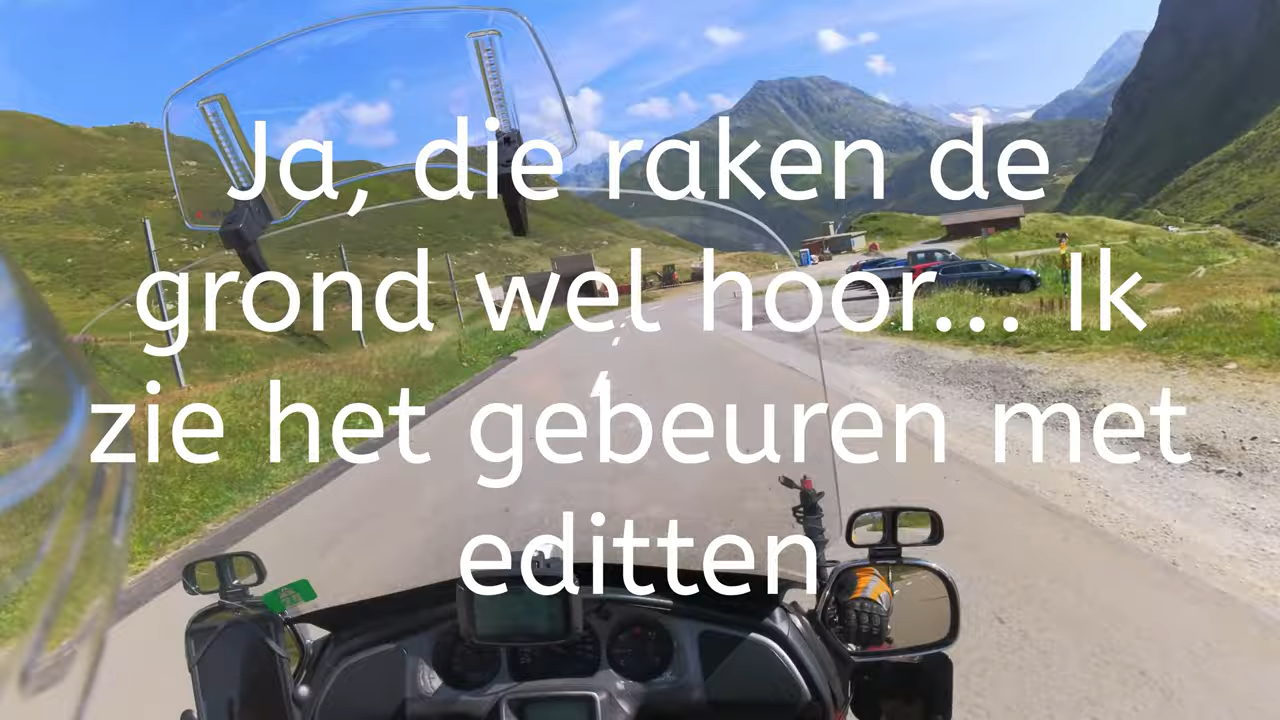 Ja, die raken de
grond wel hoor... Ik
zie het gebeuren met
editten